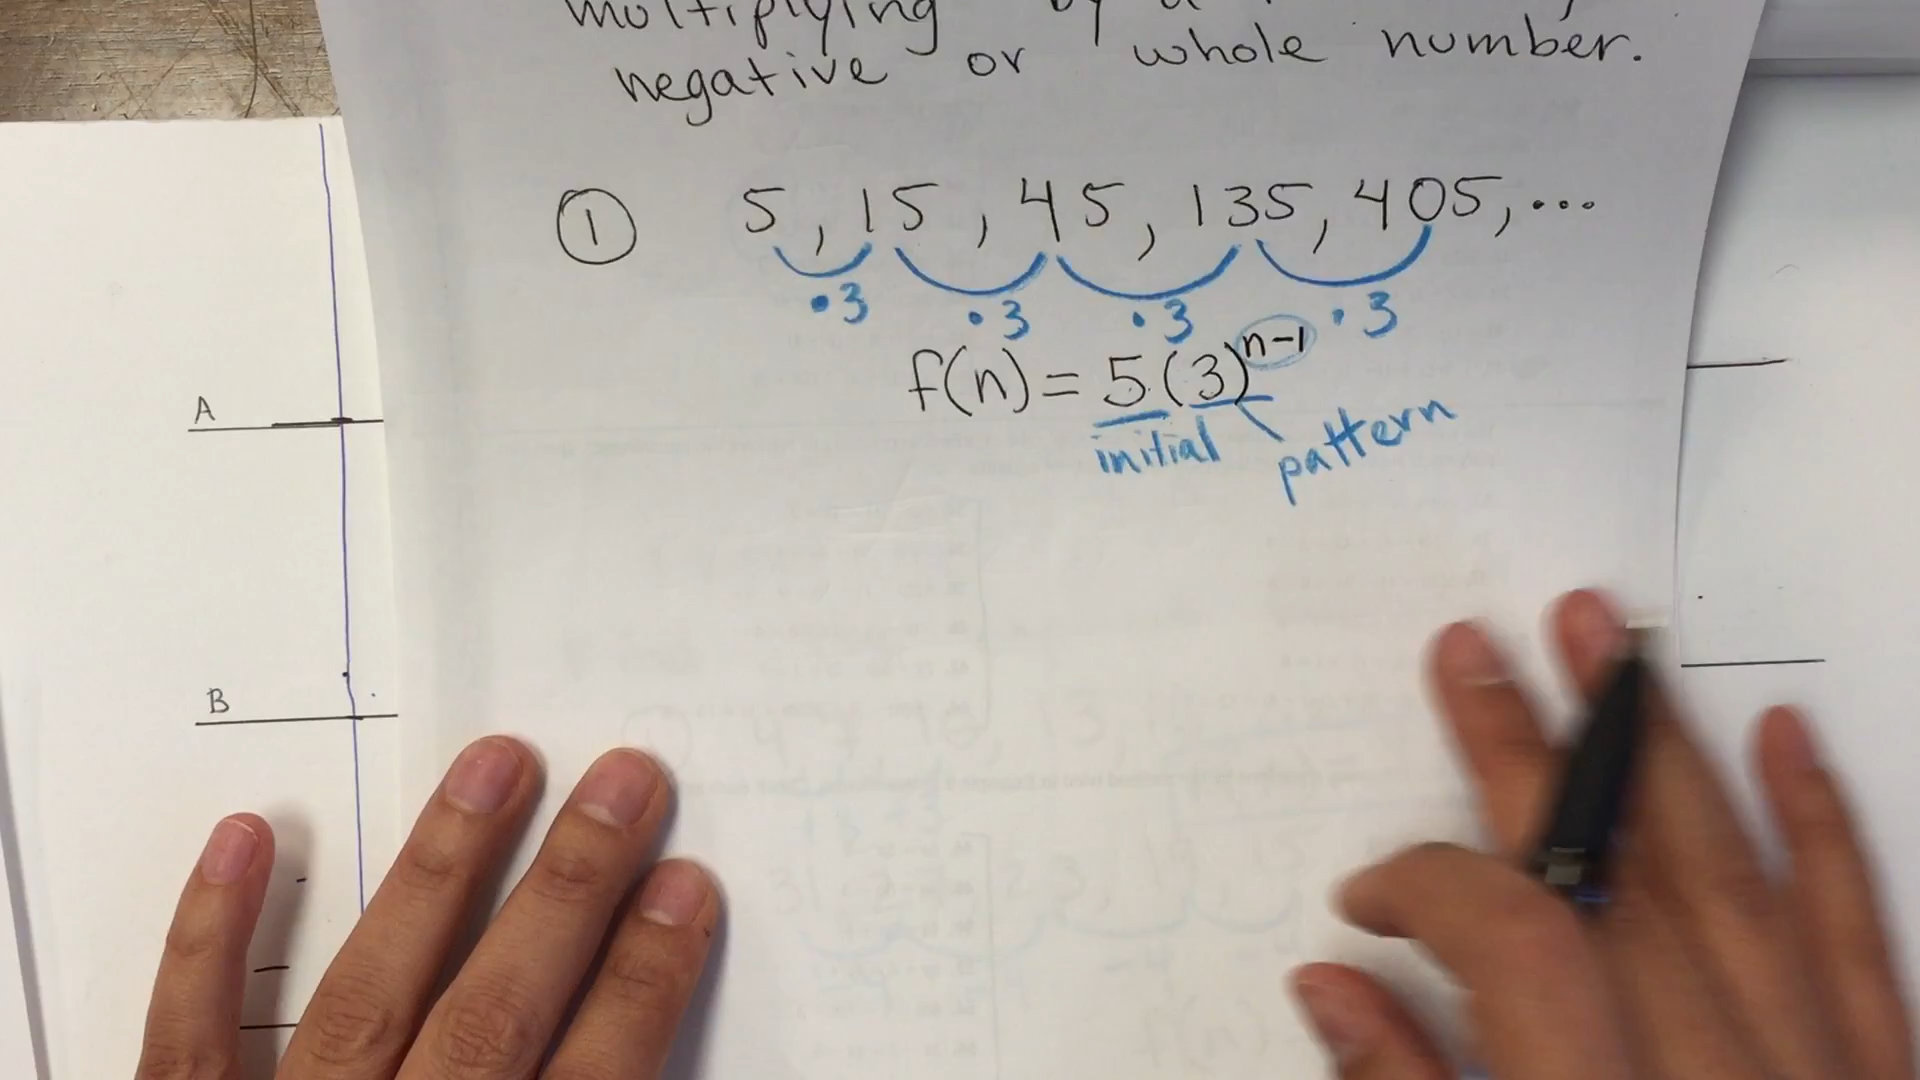 multiplying by a
negative or whole number.
① 5, 15, 45, 135, 405, ...
·3 ·3 ·3 ·3
f(n) = 5(3)^{n-1}
initial pattern
A
B